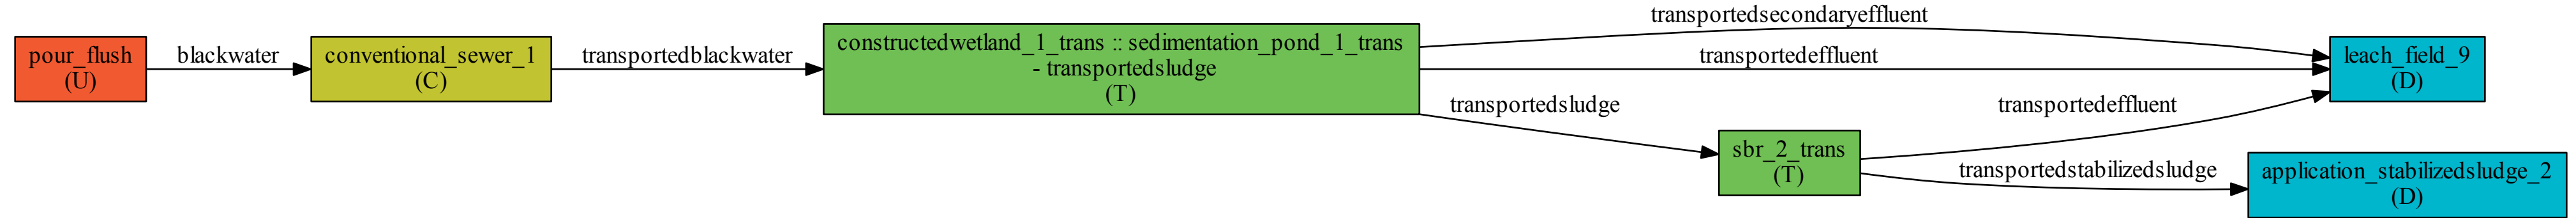 pour_flush
(U)
blackwater
conventional_sewer_1
(C)
transportedblackwater
constructedwetland_1_trans :: sedimentation_pond_1_trans
- transportedsludge
(T)
transportedsecondaryeffluent
transportedeffluent
transportedsludge
sbr_2_trans
(T)
transportedeffluent
transportedstabilizedsludge
leach_field_9
(D)
application_stabilizedsludge_2
(D)